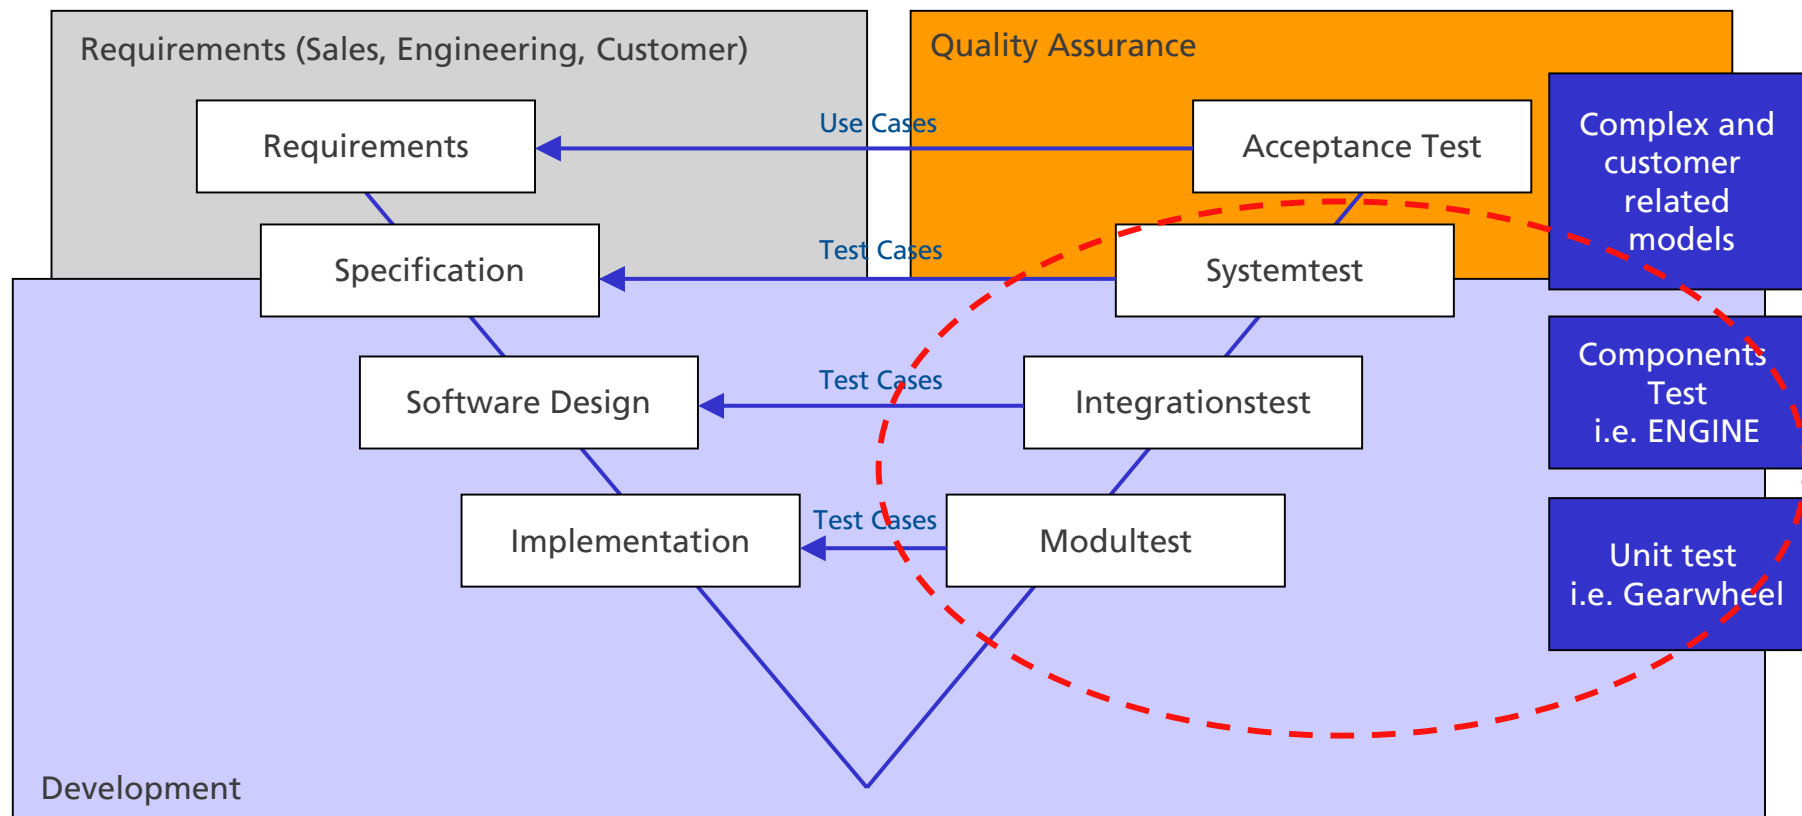 Requirements (Sales, Engineering, Customer)
Quality Assurance
Requirements
Use Cases
Acceptance Test
Complex and
customer
related
models
Specification
Test Cases
Systemtest
Software Design
Test Cases
Integrationstest
Components
Test
i.e. ENGINE
Implementation
Test Cases
Modultest
Unit test
i.e. Gearwheel
Development